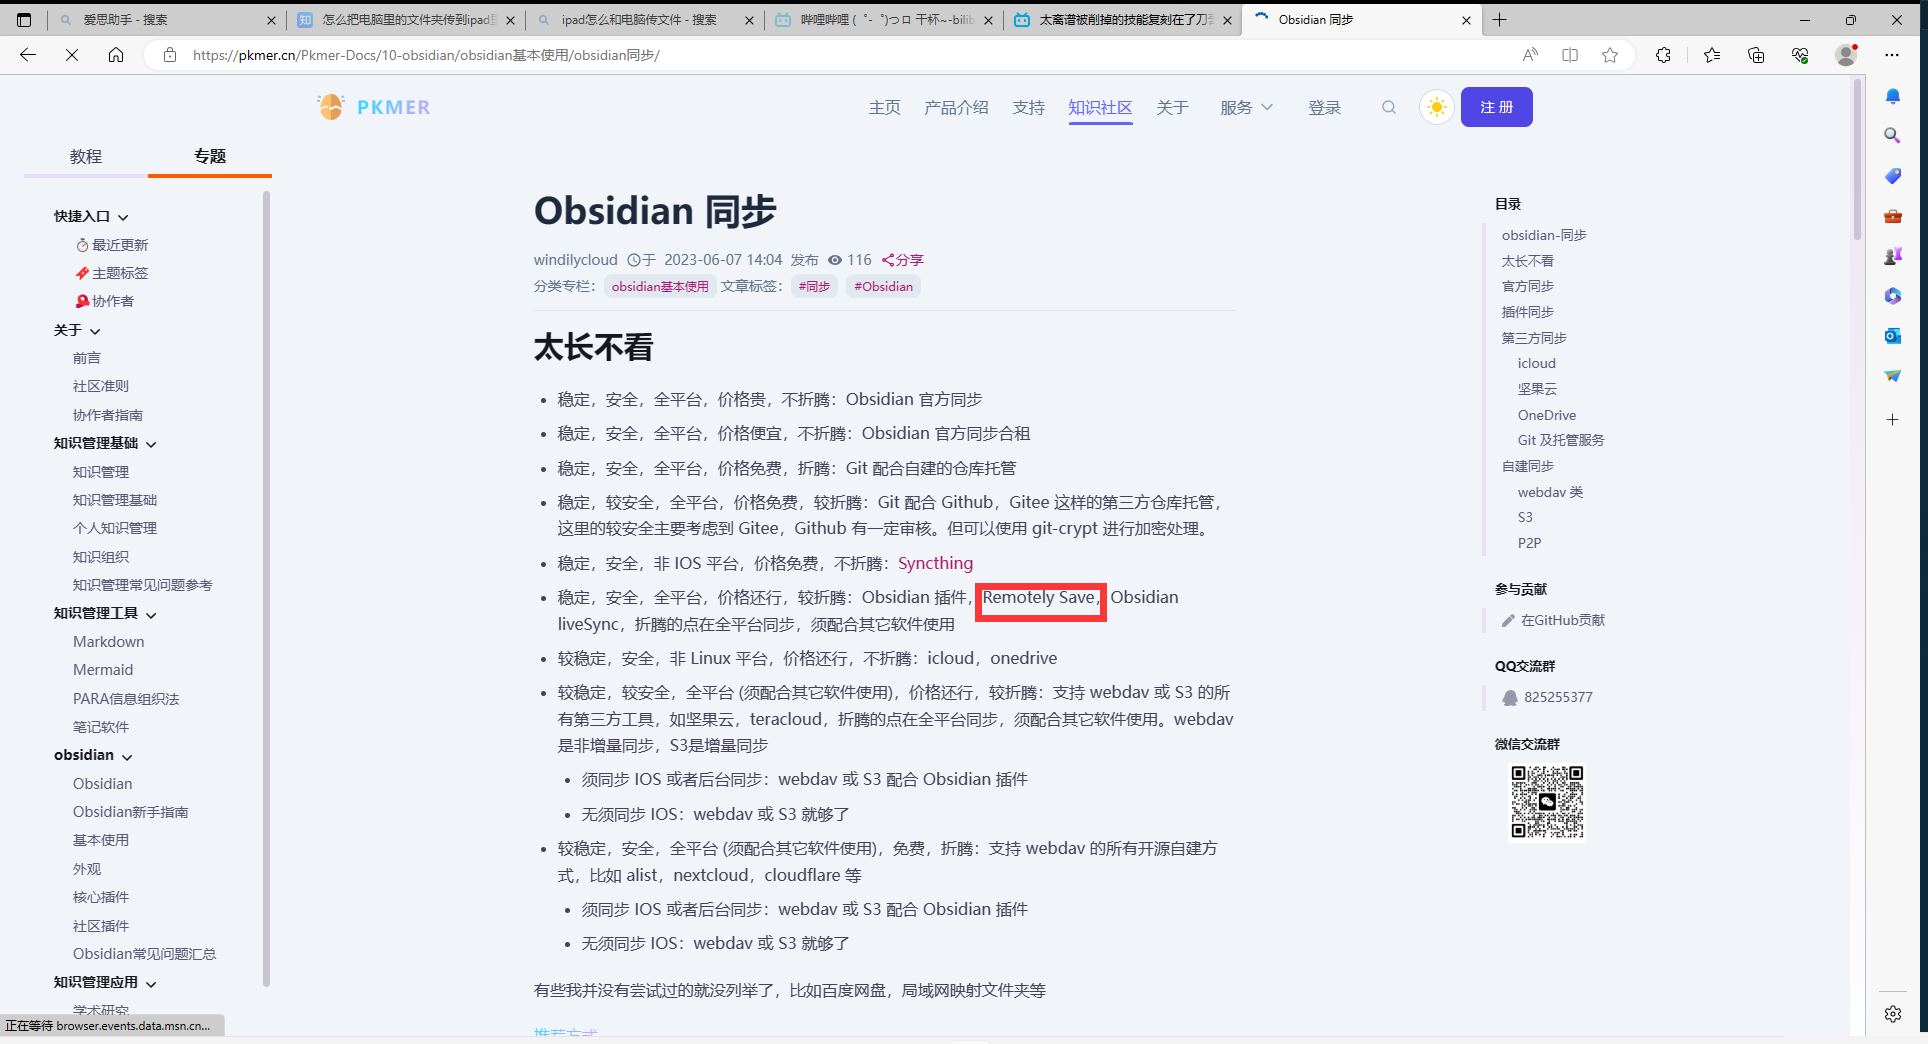 爱思助手 - 搜索
怎么把电脑里的文件夹传到ipad里
ipad怎么和电脑传文件 - 搜索
哔哩哔哩 (゜-゜)つロ 干杯~-bilib
太离谱被削掉的技能复刻在了刀
Obsidian 同步
https://pkmer.cn/Pkmer-Docs/10-obsidian/obsidian基本使用/obsidian同步/
PKMER
主页
产品介绍
支持
知识社区
关于
服务
登录
注 册
教程
专题
快捷入口
最近更新
主题标签
协作者
关于
前言
社区准则
协作者指南
知识管理基础
知识管理
知识管理基础
个人知识管理
知识组织
知识管理常见问题参考
知识管理工具
Markdown
Mermaid
PARA信息组织法
笔记软件
obsidian
Obsidian
Obsidian新手指南
基本使用
外观
核心插件
社区插件
Obsidian常见问题汇总
知识管理应用
学术研究
正在等待 browser.events.data.msn.cn...
Obsidian 同步
windilycloud 于 2023-06-07 14:04 发布 116 分享
分类专栏： obsidian基本使用 文章标签： #同步 #Obsidian
太长不看
稳定，安全，全平台，价格贵，不折腾：Obsidian 官方同步
稳定，安全，全平台，价格便宜，不折腾：Obsidian 官方同步合租
稳定，安全，全平台，价格免费，折腾：Git 配合自建的仓库托管
稳定，较安全，全平台，价格免费，较折腾：Git 配合 Github，Gitee 这样的第三方仓库托管，
这里的较安全主要考虑到 Gitee，Github 有一定审核。但可以使用 git-crypt 进行加密处理。
稳定，安全，非 IOS 平台，价格免费，不折腾：Syncthing
稳定，安全，全平台，价格还行，较折腾：Obsidian 插件，Remotely Save，Obsidian
liveSync，折腾的点在全平台同步，须配合其它软件使用
较稳定，安全，非 Linux 平台，价格还行，不折腾：icloud，onedrive
较稳定，较安全，全平台 (须配合其它软件使用)，价格还行，较折腾：支持 webdav 或 S3 的所
有第三方工具，如坚果云，teracloud，折腾的点在全平台同步，须配合其它软件使用。webdav
是非增量同步，S3是增量同步
须同步 IOS 或者后台同步：webdav 或 S3 配合 Obsidian 插件
无须同步 IOS：webdav 或 S3 就够了
较稳定，安全，全平台 (须配合其它软件使用)，免费，折腾：支持 webdav 的所有开源自建方
式，比如 alist，nextcloud，cloudflare 等
须同步 IOS 或者后台同步：webdav 或 S3 配合 Obsidian 插件
无须同步 IOS：webdav 或 S3 就够了
有些我并没有尝试过的就没列举了，比如百度网盘，局域网映射文件夹等
推荐方式
目录
obsidian-同步
太长不看
官方同步
插件同步
第三方同步
icloud
坚果云
OneDrive
Git 及托管服务
自建同步
webdav 类
S3
P2P
参与贡献
在GitHub贡献
QQ交流群
825255377
微信交流群